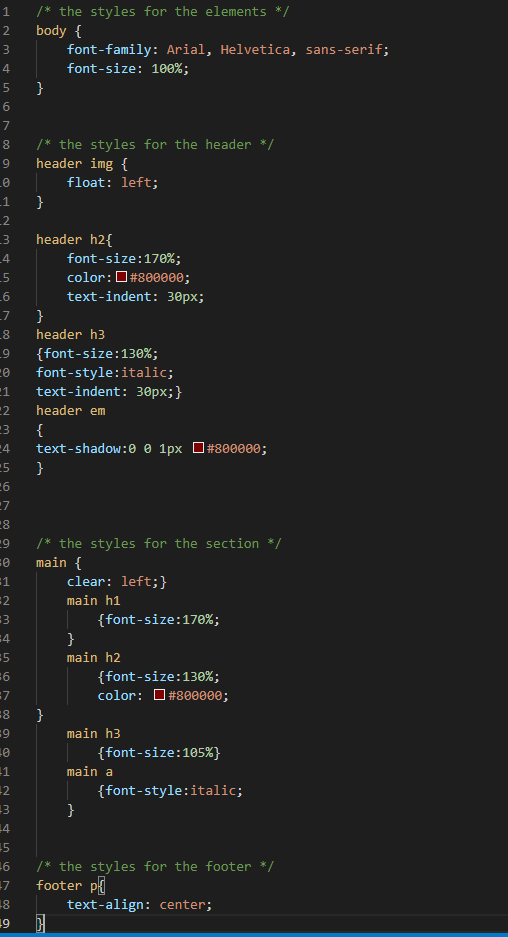 1 /* the styles for the elements */
2 body {
3     font-family: Arial, Helvetica, sans-serif;
4     font-size: 100%;
5 }
6
7
8 /* the styles for the header */
9 header img {
10     float: left;
11 }
12
13 header h2{
14     font-size:170%;
15     color:#800000;
16     text-indent: 30px;
17 }
18 header h3
19 {font-size:130%;
20 font-style:italic;
21 text-indent: 30px;}
22 header em
23 {
24 text-shadow:0 0 1px #800000;
25 }
26
27
28
29 /* the styles for the section */
30 main {
31     clear: left;}
32     main h1
33         {font-size:170%;
34     }
35     main h2
36         {font-size:130%;
37         color: #800000;
38 }
39     main h3
40         {font-size:105%}
41     main a
42         {font-style:italic;
43     }
44
45
46 /* the styles for the footer */
47 footer p{
48     text-align: center;
49 }